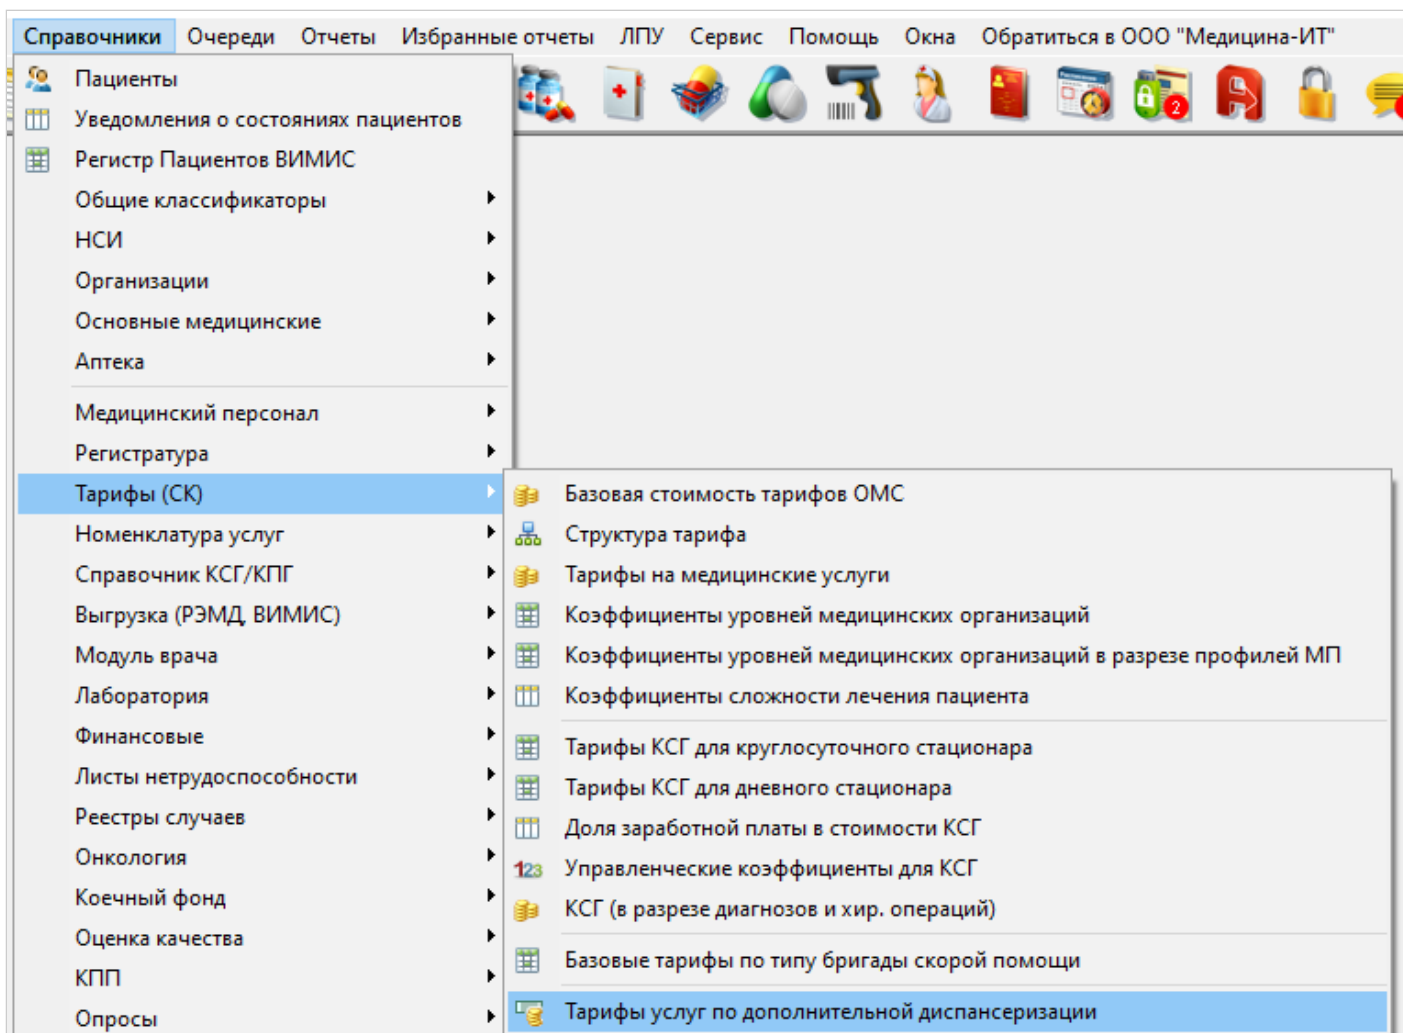 Справочники Очереди Отчеты Избранные отчеты ЛПУ Сервис Помощь Окна Обратиться в ООО "Медицина-ИТ"
2
Пациенты
Уведомления о состояниях пациентов
Регистр Пациентов ВИМИС
Общие классификаторы
НСИ
Организации
Основные медицинские
Аптека
Медицинский персонал
Регистратура
Тарифы (СК)
Номенклатура услуг
Справочник КСГ/КПГ
Выгрузка (РЭМД, ВИМИС)
Модуль врача
Лаборатория
Финансовые
Листы нетрудоспособности
Реестры случаев
Онкология
Коечный фонд
Оценка качества
КПП
Опросы
Базовая стоимость тарифов ОМС
Структура тарифа
Тарифы на медицинские услуги
Коэффициенты уровней медицинских организаций
Коэффициенты уровней медицинских организаций в разрезе профилей МП
Коэффициенты сложности лечения пациента
Тарифы КСГ для круглосуточного стационара
Тарифы КСГ для дневного стационара
Доля заработной платы в стоимости КСГ
123 Управленческие коэффициенты для КСГ
КСГ (в разрезе диагнозов и хир. операций)
Базовые тарифы по типу бригады скорой помощи
Тарифы услуг по дополнительной диспансеризации